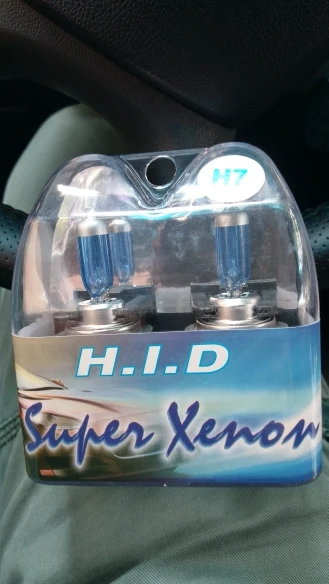 H7
H.I.D
Super Xenon